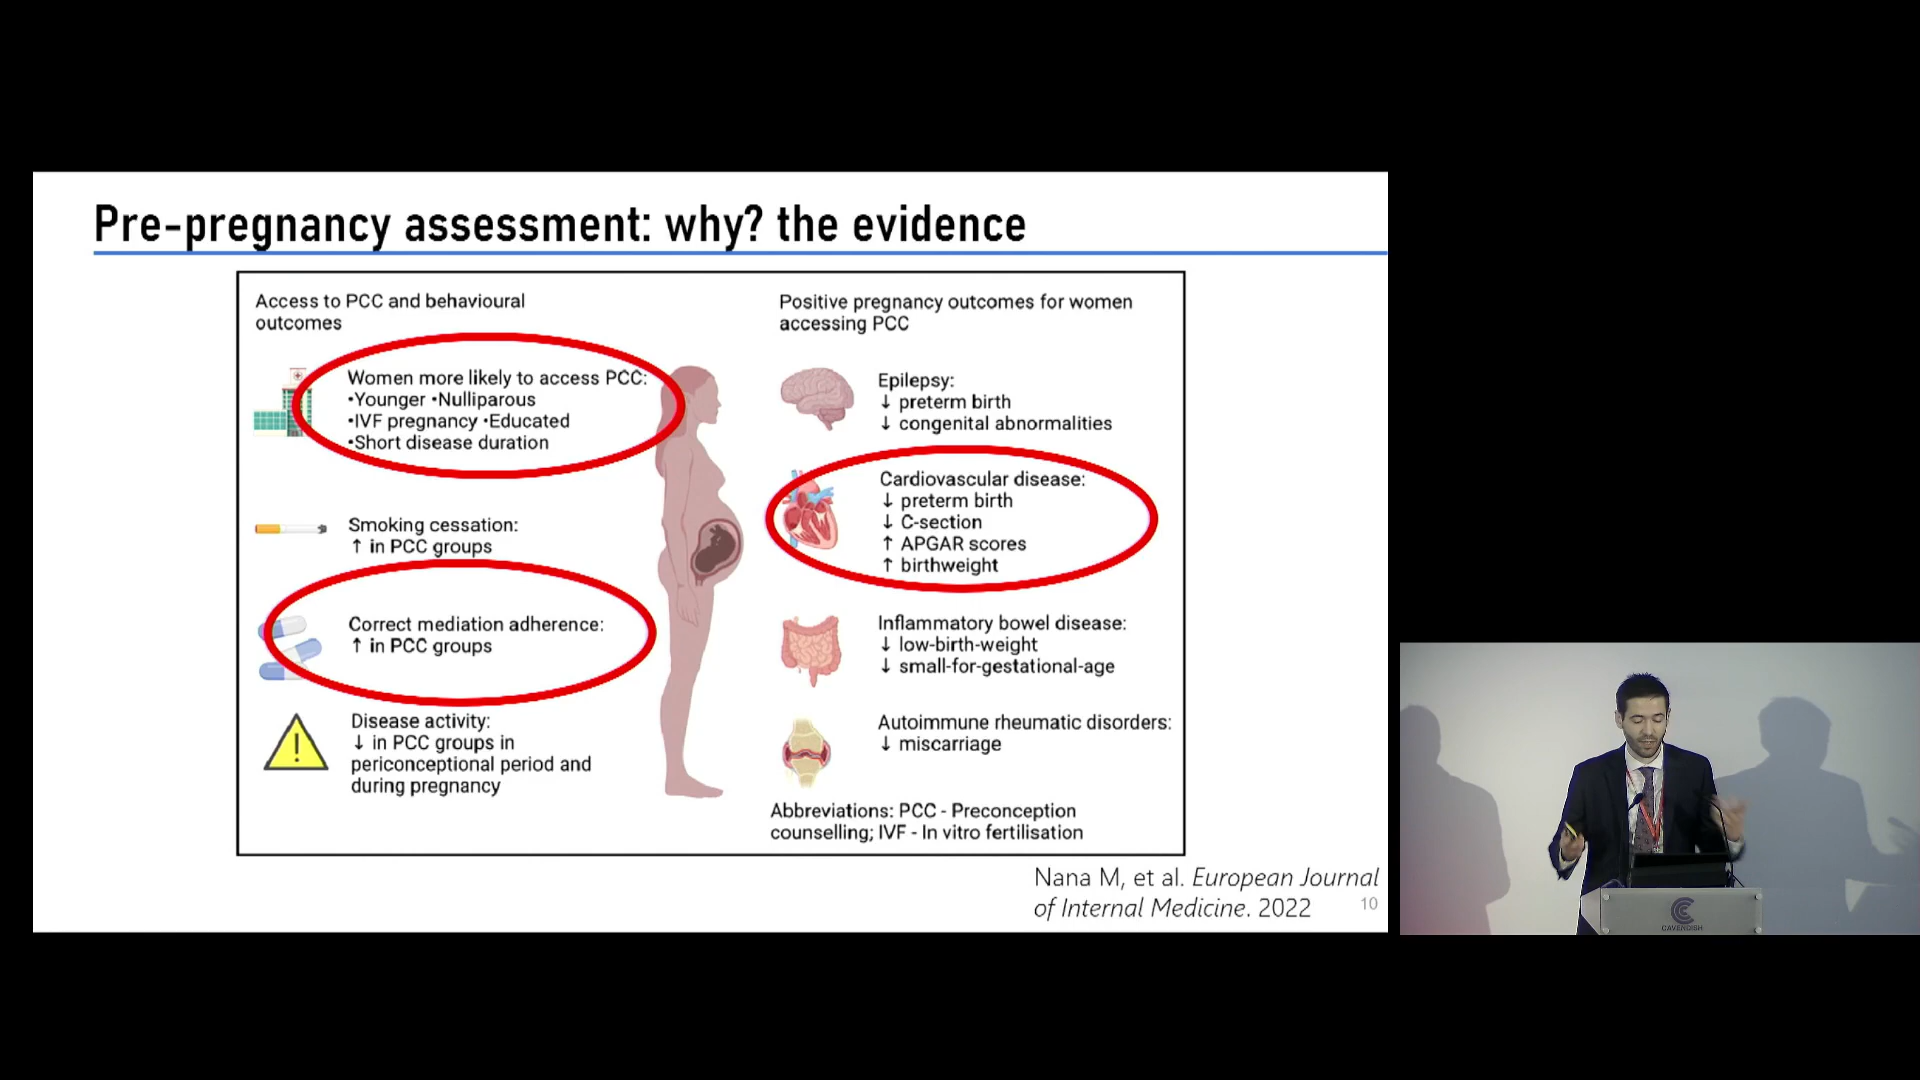 Pre-pregnancy assessment: why? the evidence
Access to PCC and behavioural
outcomes
Women more likely to access PCC:
•Younger •Nulliparous
•IVF pregnancy •Educated
•Short disease duration
Smoking cessation:
↑ in PCC groups
Correct mediation adherence:
↑ in PCC groups
Disease activity:
↓ in PCC groups in
periconceptional period and
during pregnancy
Positive pregnancy outcomes for women
accessing PCC
Epilepsy:
↓ preterm birth
↓ congenital abnormalities
Cardiovascular disease:
↓ preterm birth
↓ C-section
↑ APGAR scores
↑ birthweight
Inflammatory bowel disease:
↓ low-birth-weight
↓ small-for-gestational-age
Autoimmune rheumatic disorders:
↓ miscarriage
Abbreviations: PCC - Preconception
counselling; IVF - In vitro fertilisation
Nana M, et al. European Journal
of Internal Medicine. 2022
10
CAVENDISH